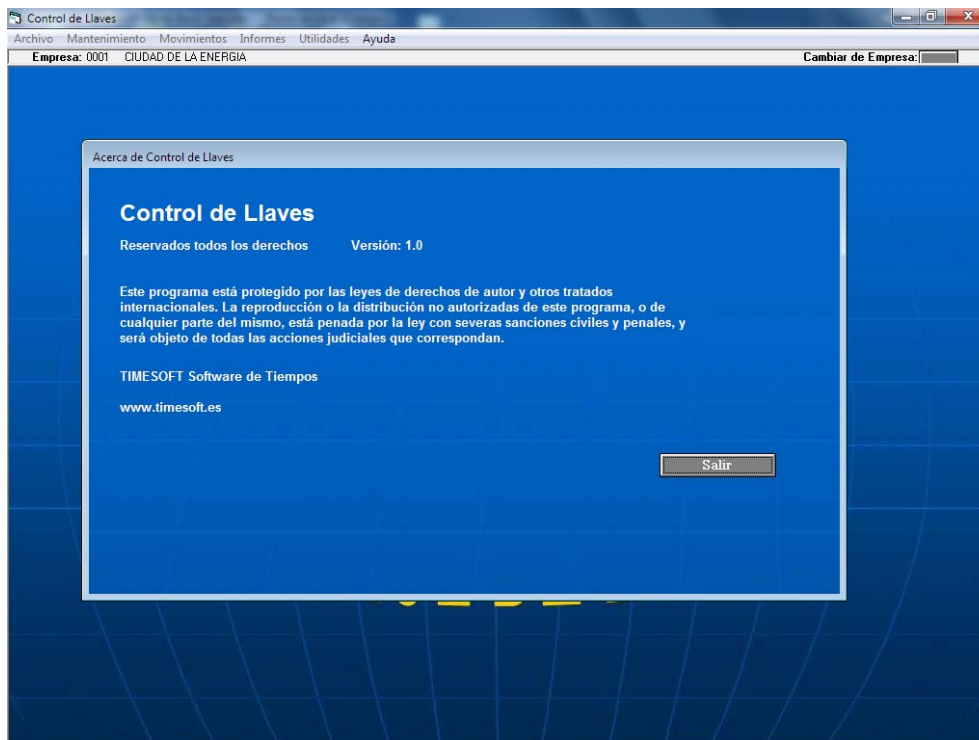 Control de Llaves
Archivo Mantenimiento Movimientos Informes Utilidades Ayuda
Empresa: 0001 CIUDAD DE LA ENERGIA Cambiar de Empresa:
Acerca de Control de Llaves
Control de Llaves
Reservados todos los derechos Versión: 1.0
Este programa está protegido por las leyes de derechos de autor y otros tratados
internacionales. La reproducción o la distribución no autorizadas de este programa, o de
cualquier parte del mismo, está penada por la ley con severas sanciones civiles y penales, y
será objeto de todas las acciones judiciales que correspondan.
TIMESOFT Software de Tiempos
www.timesoft.es
Salir